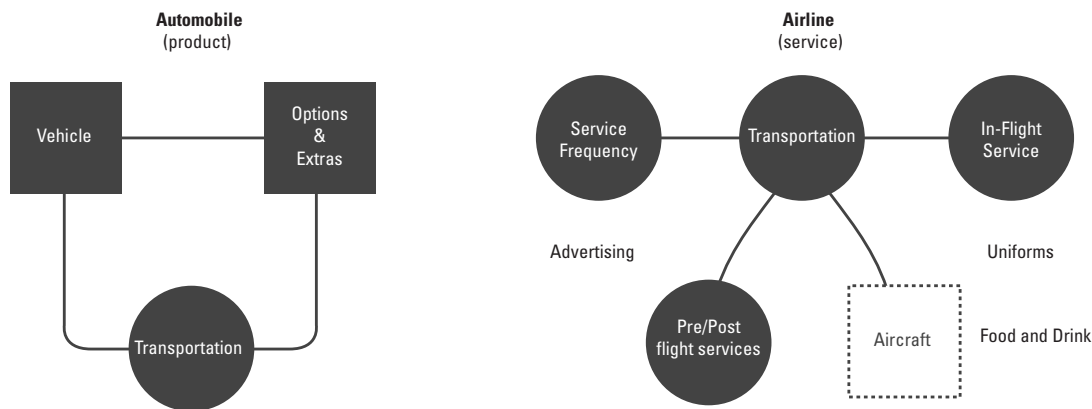 Automobile
(product)
Vehicle
Options
&
Extras
Transportation
Airline
(service)
Service
Frequency
Transportation
In-Flight
Service
Advertising
Uniforms
Pre/Post
flight services
Aircraft
Food and Drink